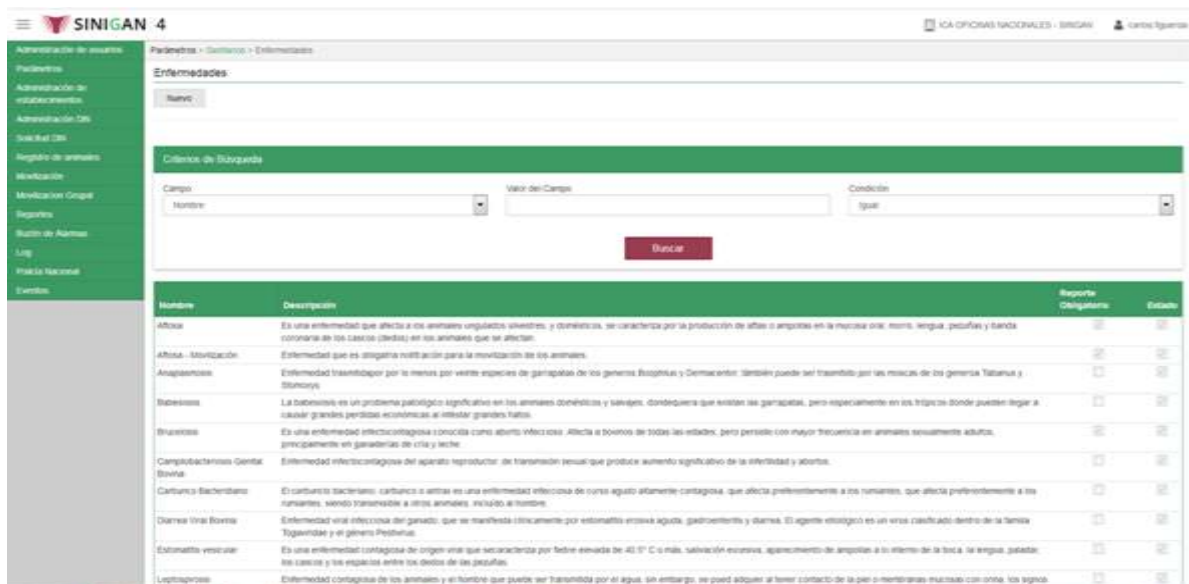 SINIGAN 4
ICA OFICINAS NACIONALES - SINIGAN
carlos figueroa
Administración de usuarios
Parámetros
Administración de
establecimientos
Administración DIN
Solicitud DIN
Registro de animales
Movilización
Movilizacion Grupal
Reportes
Buzón de Alarmas
Log
Policía Nacional
Eventos
Parámetros > Sanitarios > Enfermedades
Enfermedades
Nuevo
Criterios de Búsqueda
Campo
Valor del Campo
Condición
Nombre
Igual
Buscar
Nombre
Descripción
Reporte
Obligatorio
Estado
Aftosa
Es una enfermedad que afecta a los animales ungulados silvestres, y domésticos, se caracteriza por la producción de aftas o ampollas en la mucosa oral, morro, lengua, pezuñas y banda
coronaria de los cascos (dedos) en los animales que se afectan.
Aftosa - Movilización
Enfermedad que es obligatria notificación para la movilización de los animales.
Anaplasmosis
Enfermedad trasmitidapor por lo menos por veinte especies de garrapatas de los generos Boophilus y Dermacentor, también puede ser trasmitido por las moscas de los generos Tabanus y
Stomoxys.
Babesiosis
La babesiosis es un problema patológico significativo en los animales domésticos y salvajes, dondequiera que existan las garrapatas, pero especialmente en los trópicos donde pueden llegar a
causar grandes perdidas económicas al infestar grandes hatos.
Brucelosis
Es una enfermedad infectocontagiosa conocida como aborto infeccioso. Afecta a bovinos de todas las edades, pero persiste con mayor frecuencia en animales sexualmente adultos,
principalmente en ganaderías de cría y leche.
Campilobacteriosis Genital
Bovina
Enfermedad infectocontagiosa del aparato reproductor, de transmisión sexual que produce aumento significativo de la infertilidad y abortos.
Carbunco Bacteridiano
El carbunclo bacteriano, carbunco o antrax es una enfermedad infecciosa de curso agudo altamente contagiosa, que afecta preferentemente a los rumiantes, que afecta preferentemente a los
rumiantes, siendo transmisible a otros animales, incluido al hombre.
Diarrea Viral Bovina
Enfermedad viral infecciosa del ganado, que se manifiesta clínicamente por estomatitis erosiva aguda, gastroenteritis y diarrea. El agente etiológico es un virus clasificado dentro de la familia
Togaviridae y el género Pestivirus.
Estomatitis vesicular
Es una enfermedad contagiosa de origen viral que secaracteriza por fiebre elevada de 40.5° C o más, salivación excesiva, aparecimiento de ampollas a lo interno de la boca, la lengua, paladar,
los cascos y los espacios entre los dedos de las pezuñas.
Leptospirosis
Enfermedad contagiosa de los animales y el hombre que puede ser transmitida por el agua, sin embargo, se pued adquier al tener contacto de la piel o membranas mucosas con orina, los signos